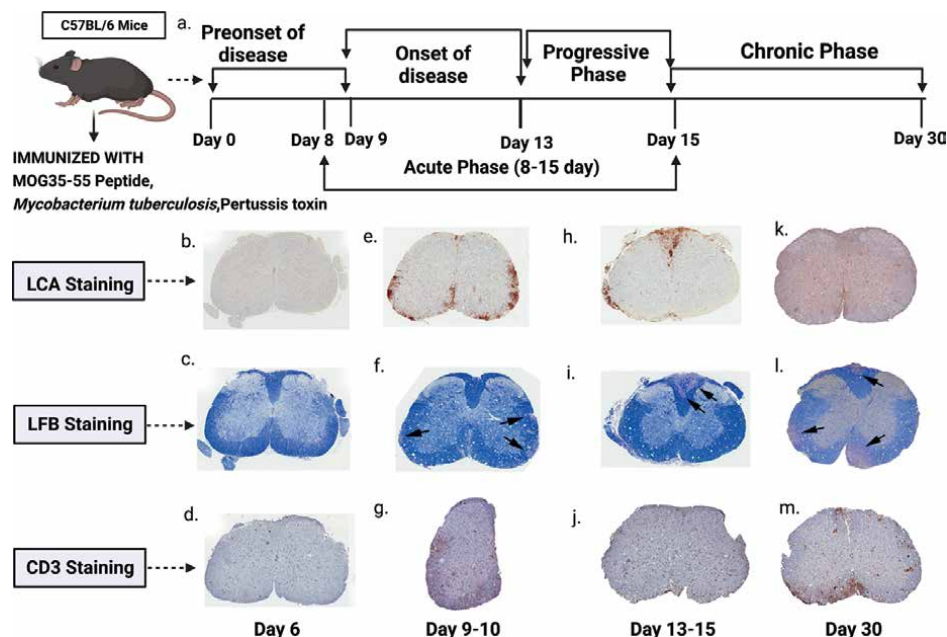 C57BL/6 Mice
a.
Preonset of
disease
Onset of
disease
Progressive
Phase
Chronic Phase
Day 0
Day 8
Day 9
Day 13
Day 15
Day 30
Acute Phase (8-15 day)
IMMUNIZED WITH
MOG35-55 Peptide,
Mycobacterium tuberculosis,Pertussis toxin
b.
e.
h.
k.
LCA Staining
c.
f.
i.
l.
LFB Staining
d.
g.
j.
m.
CD3 Staining
Day 6
Day 9-10
Day 13-15
Day 30